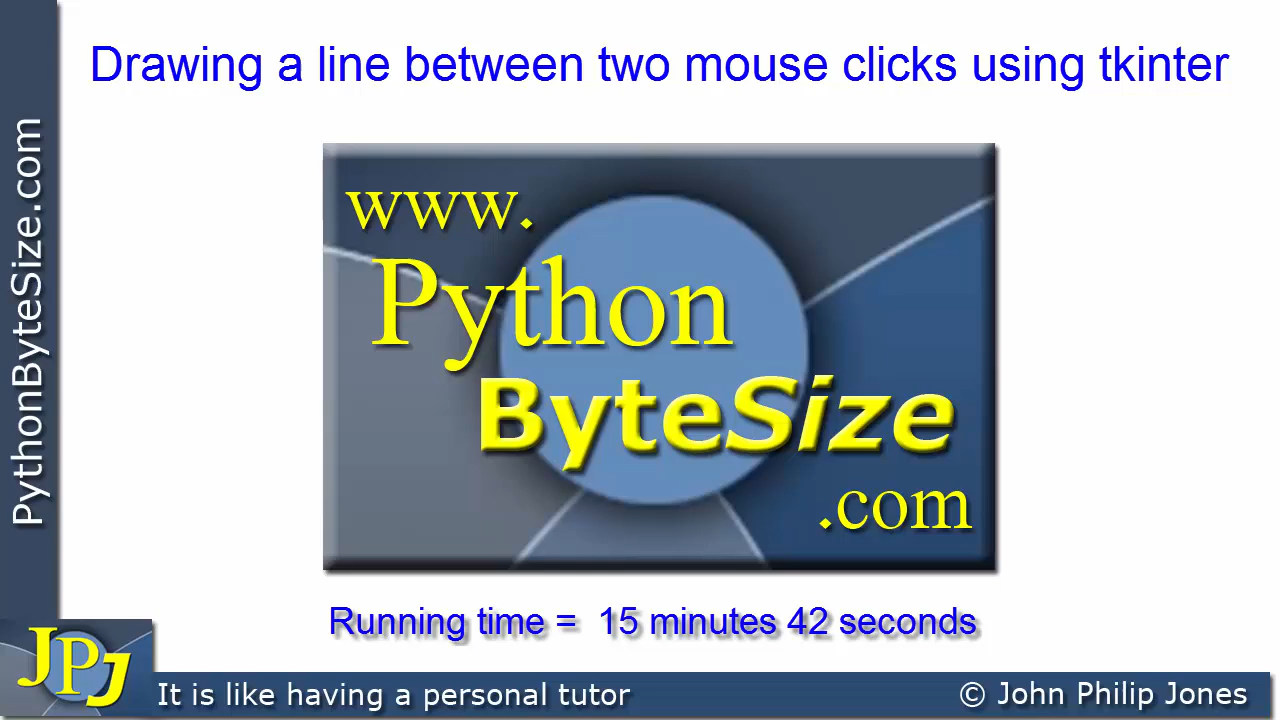 Drawing a line between two mouse clicks using tkinter
PythonByteSize.com
www.
Python
ByteSize
.com
Running time = 15 minutes 42 seconds
JPJ
It is like having a personal tutor
© John Philip Jones